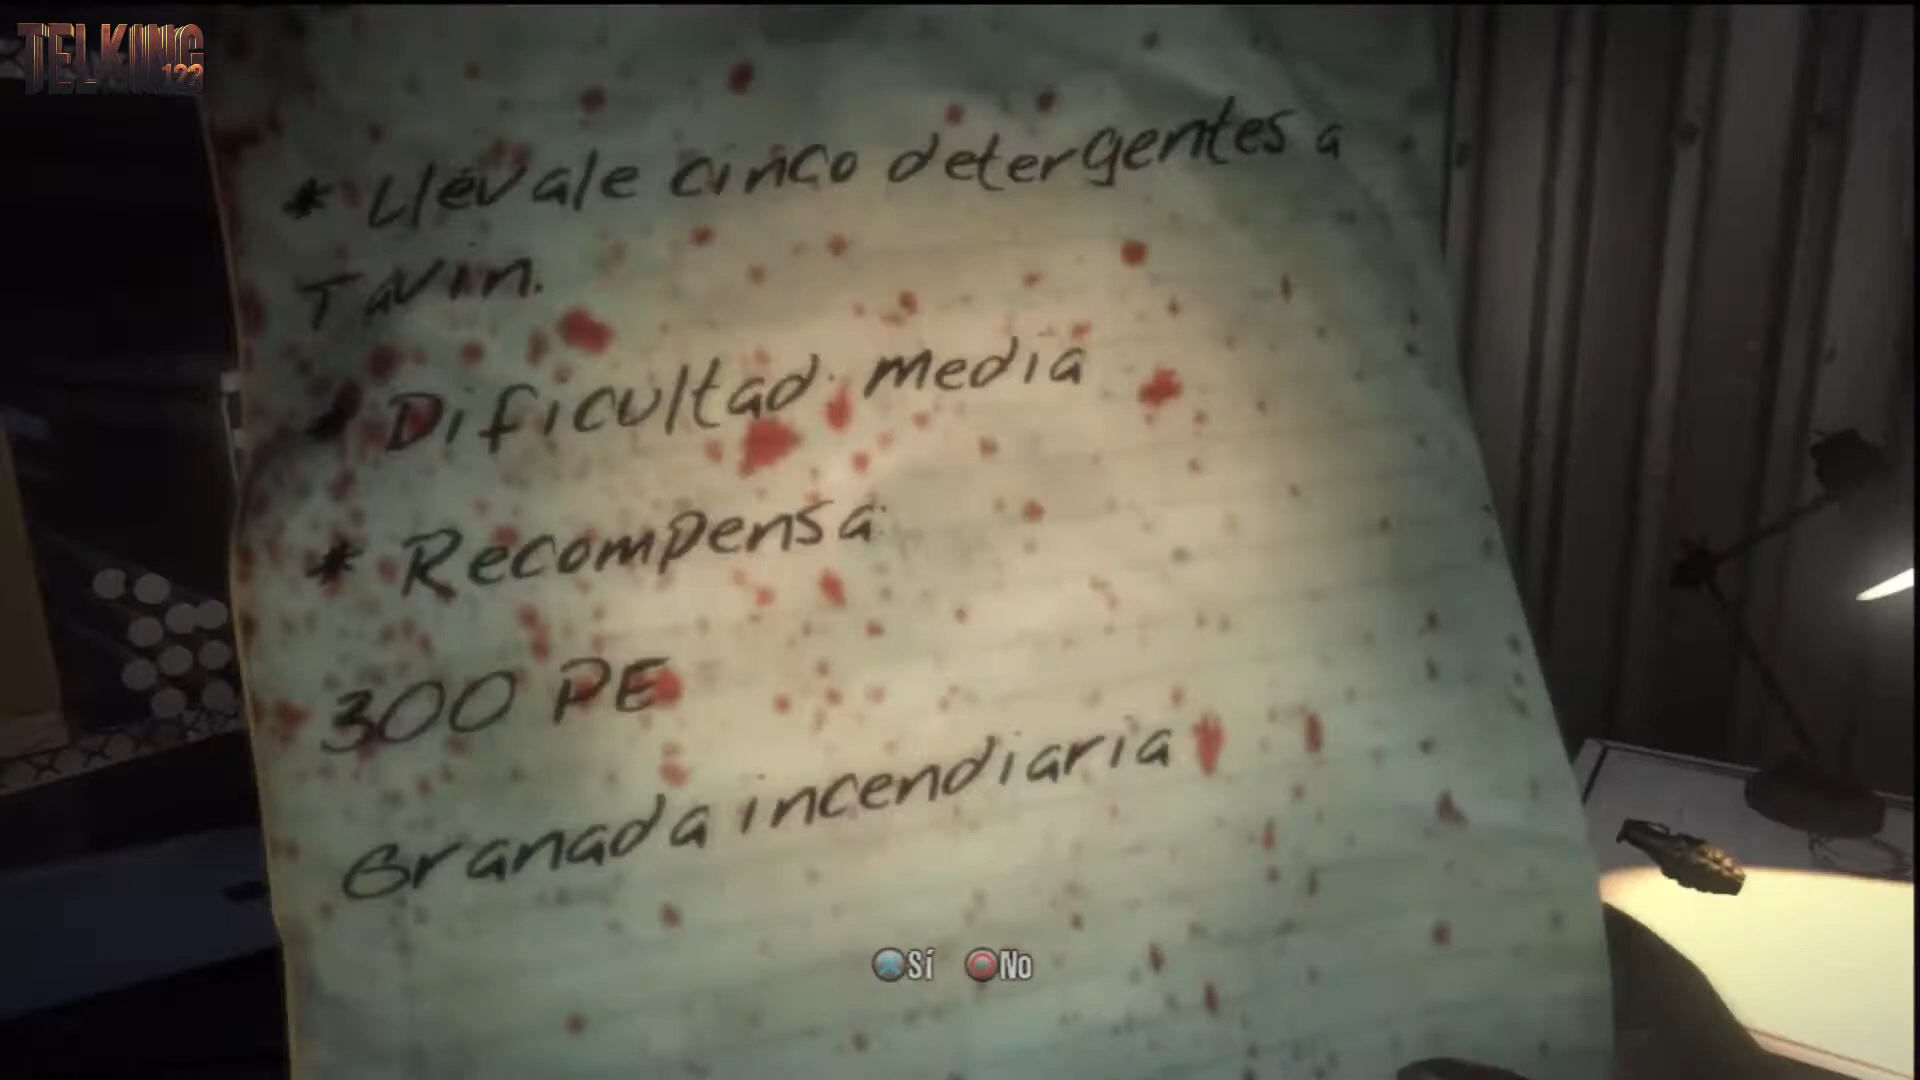 TELKING
123
* Llévale cinco detergentes a
Tavin.
* Dificultad: media
* Recompensa:
300 PE
Granada incendiaria
Sí No